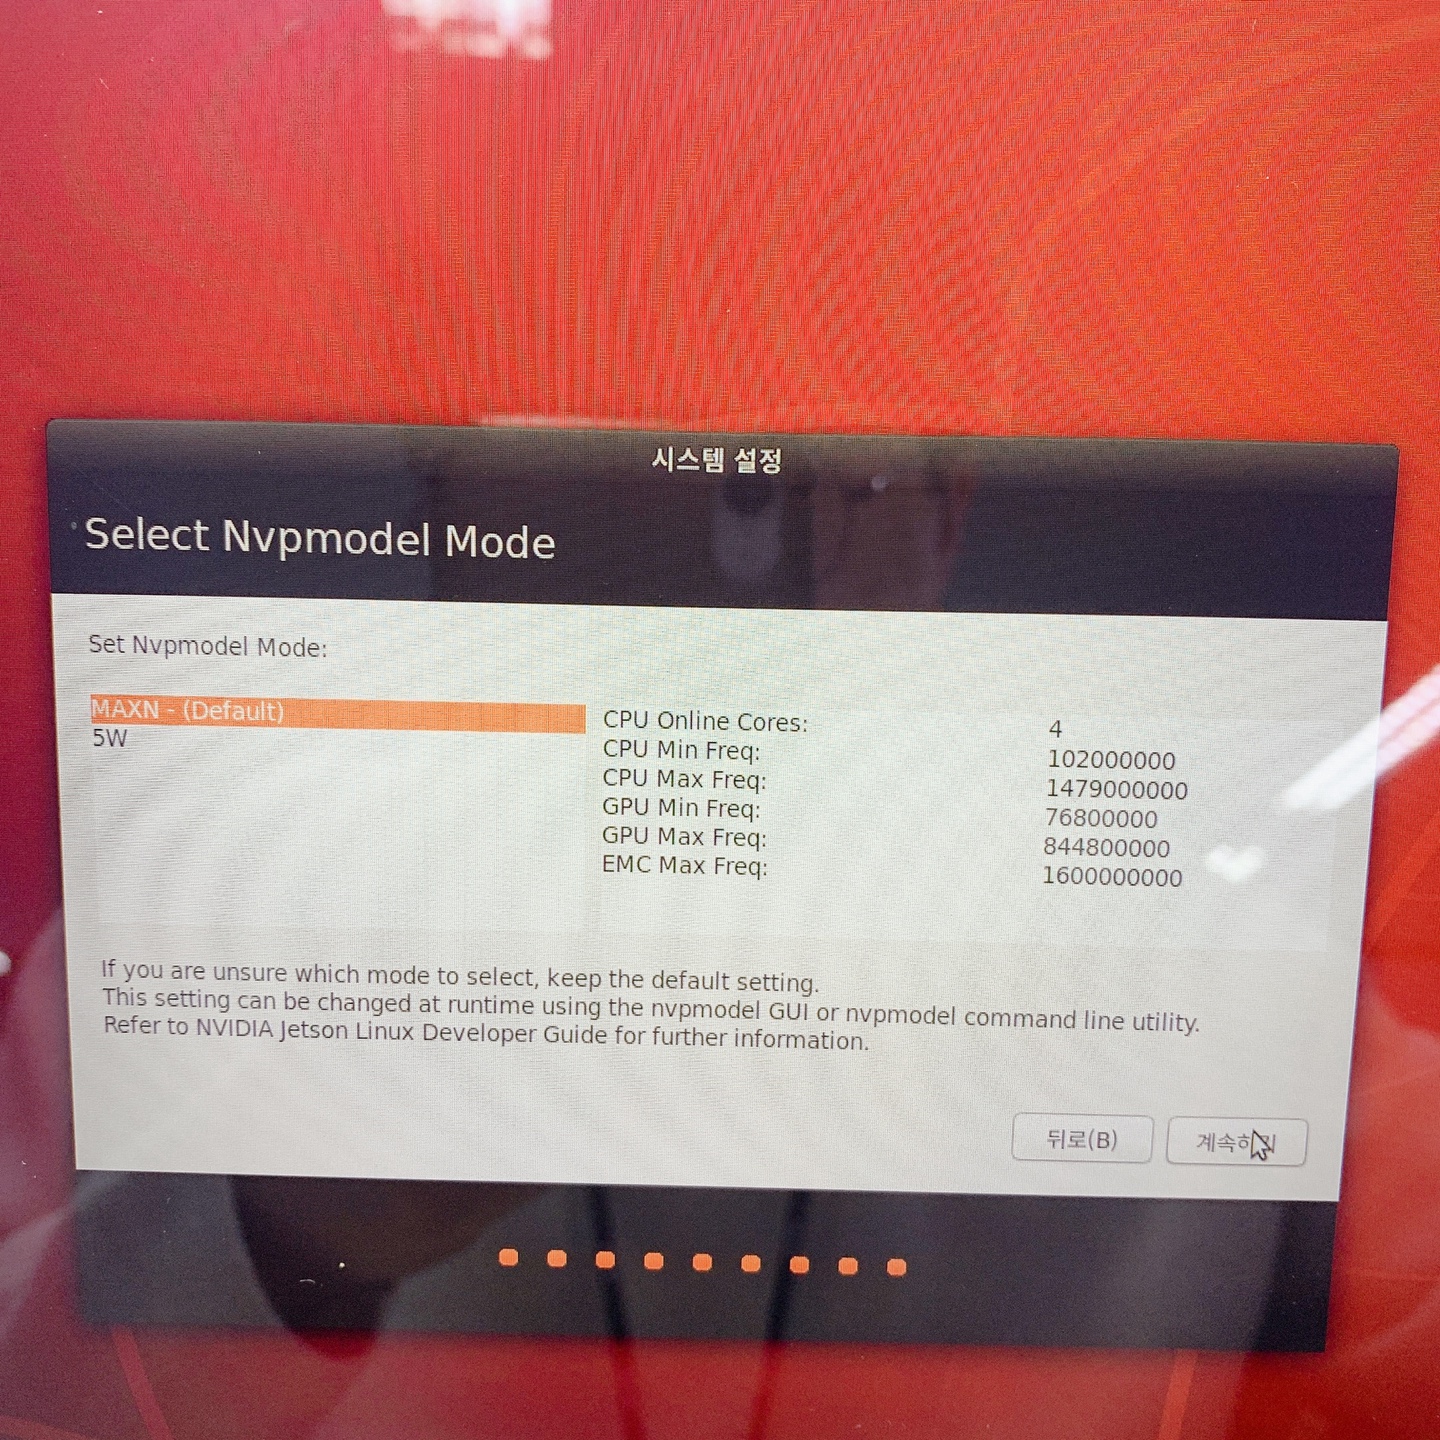 시스템 설정
Select Nvpmodel Mode
Set Nvpmodel Mode:
MAXN - (Default)
5W
CPU Online Cores: 4
CPU Min Freq: 102000000
CPU Max Freq: 1479000000
GPU Min Freq: 76800000
GPU Max Freq: 844800000
EMC Max Freq: 1600000000
If you are unsure which mode to select, keep the default setting.
This setting can be changed at runtime using the nvpmodel GUI or nvpmodel command line utility.
Refer to NVIDIA Jetson Linux Developer Guide for further information.
뒤로(B)